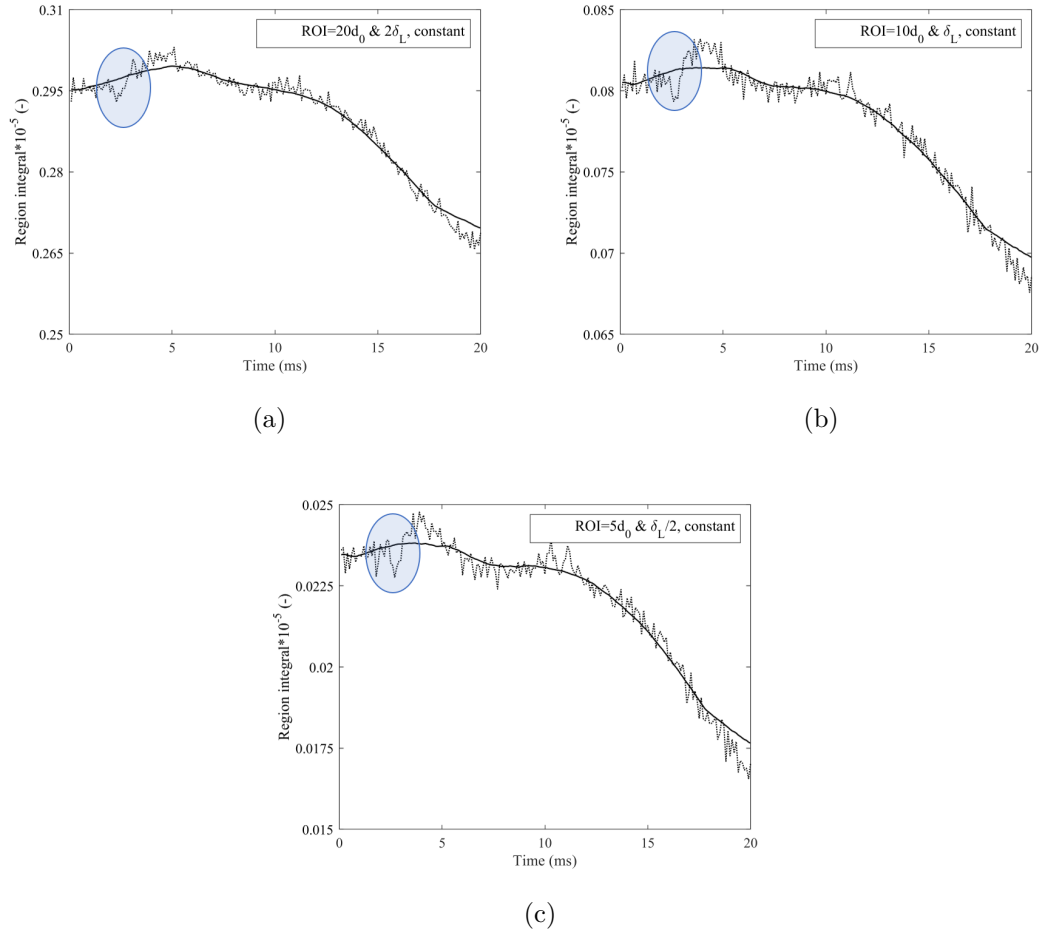 ROI=20d₀ & 2δ_L, constant
0.31
0.295
0.28
0.265
0.25
Region integral*10⁻⁵ (-)
0 5 10 15 20
Time (ms)
(a)
ROI=10d₀ & δ_L, constant
0.085
0.08
0.075
0.07
0.065
Region integral*10⁻⁵ (-)
0 5 10 15 20
Time (ms)
(b)
ROI=5d₀ & δ_L/2, constant
0.025
0.0225
0.02
0.0175
0.015
Region integral*10⁻⁵ (-)
0 5 10 15 20
Time (ms)
(c)